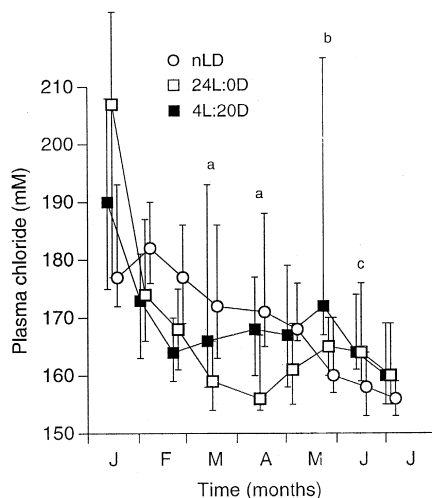 b
nLD
24L:0D
4L:20D
210
200
a
a
190
180
c
170
160
150
Plasma chloride (mM)
J F M A M J J
Time (months)